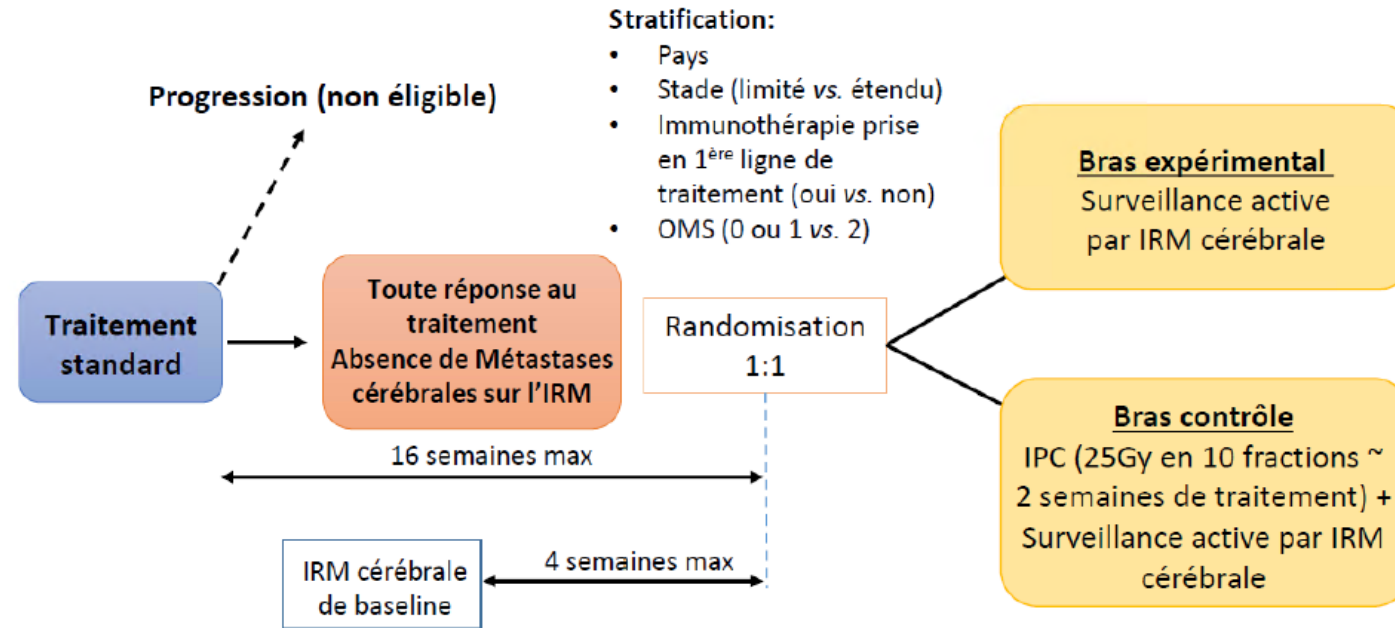 Stratification:
• Pays
• Stade (limité vs. étendu)
• Immunothérapie prise
en 1ère ligne de
traitement (oui vs. non)
• OMS (0 ou 1 vs. 2)
Progression (non éligible)
Traitement
standard
Toute réponse au
traitement
Absence de Métastases
cérébrales sur l'IRM
Randomisation
1:1
Bras expérimental
Surveillance active
par IRM cérébrale
Bras contrôle
IPC (25Gy en 10 fractions ~
2 semaines de traitement) +
Surveillance active par IRM
cérébrale
16 semaines max
IRM cérébrale
de baseline
4 semaines max